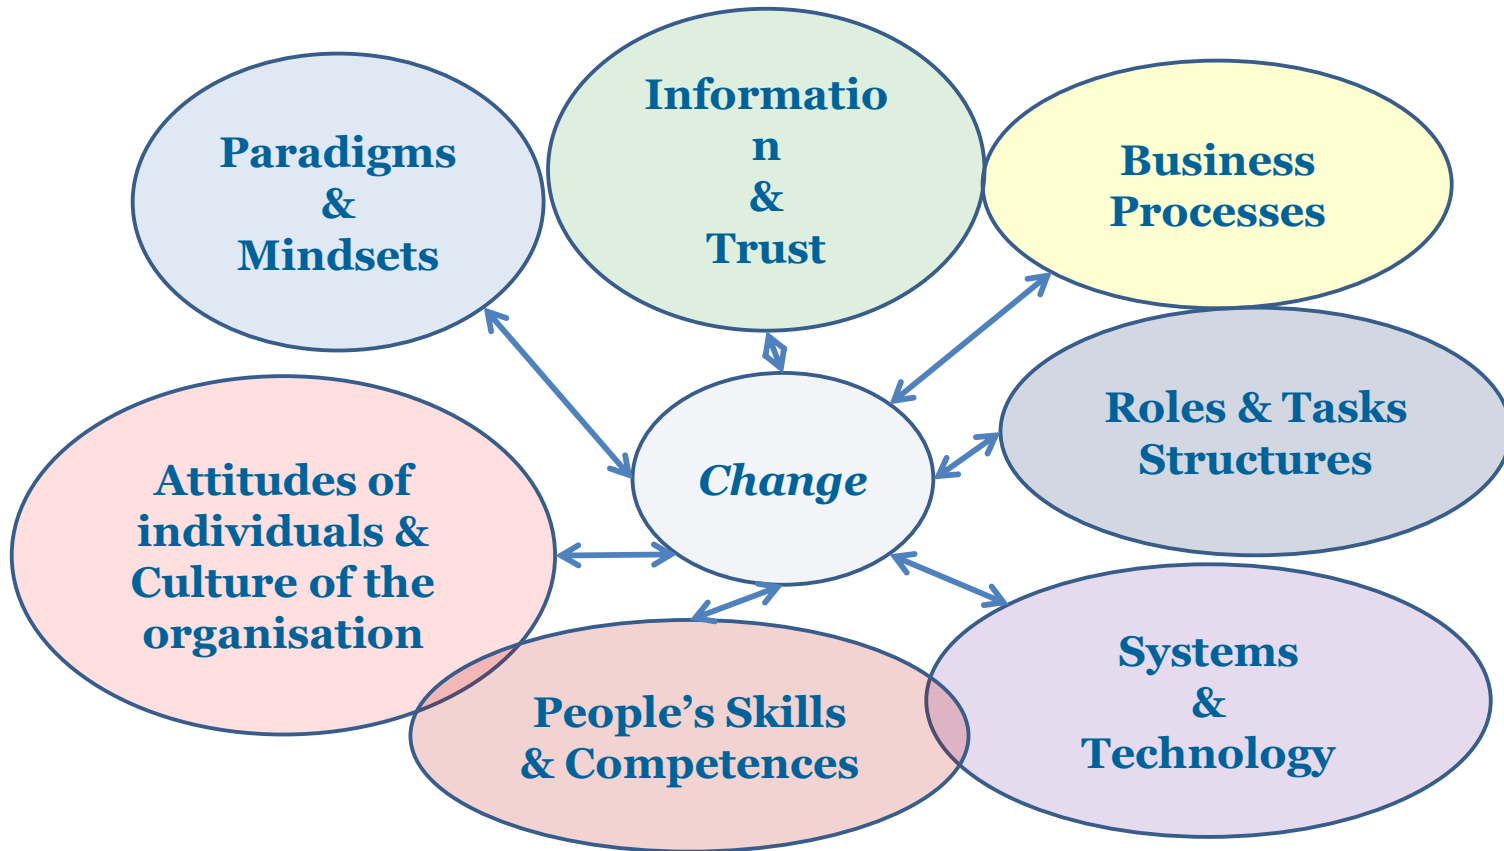 Paradigms
&
Mindsets
Informatio
n
&
Trust
Business
Processes
Roles & Tasks
Structures
Change
Attitudes of
individuals &
Culture of the
organisation
People’s Skills
& Competences
Systems
&
Technology